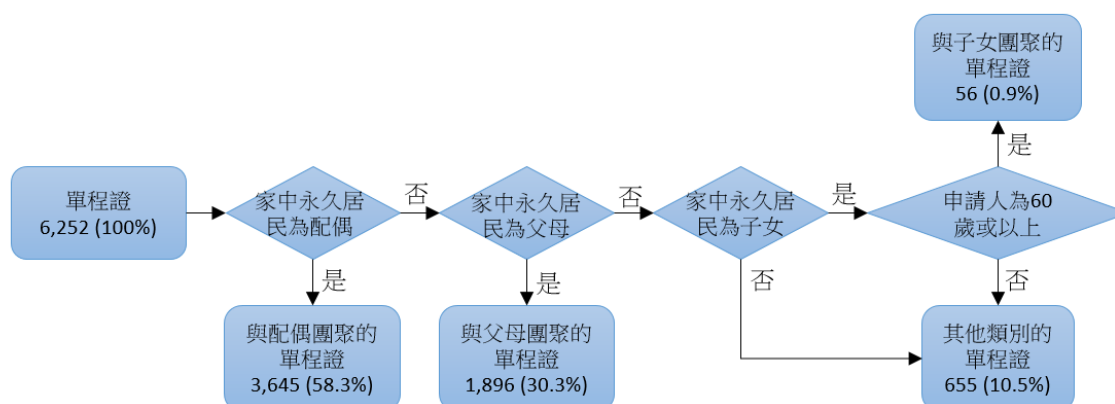 與子女團聚的
單程證
56 (0.9%)
是
單程證
6,252 (100%)
家中永久居
民為配偶
否
家中永久居
民為父母
否
家中永久居
民為子女
是
申請人為60
歲或以上
是
是
否
否
與配偶團聚的
單程證
3,645 (58.3%)
與父母團聚的
單程證
1,896 (30.3%)
其他類別的
單程證
655 (10.5%)